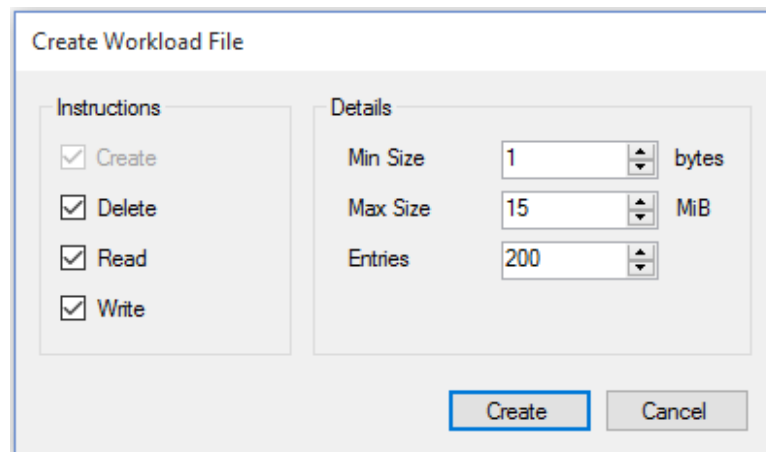 Create Workload File
Instructions
Create
Delete
Read
Write
Details
Min Size 1 bytes
Max Size 15 MiB
Entries 200
Create Cancel